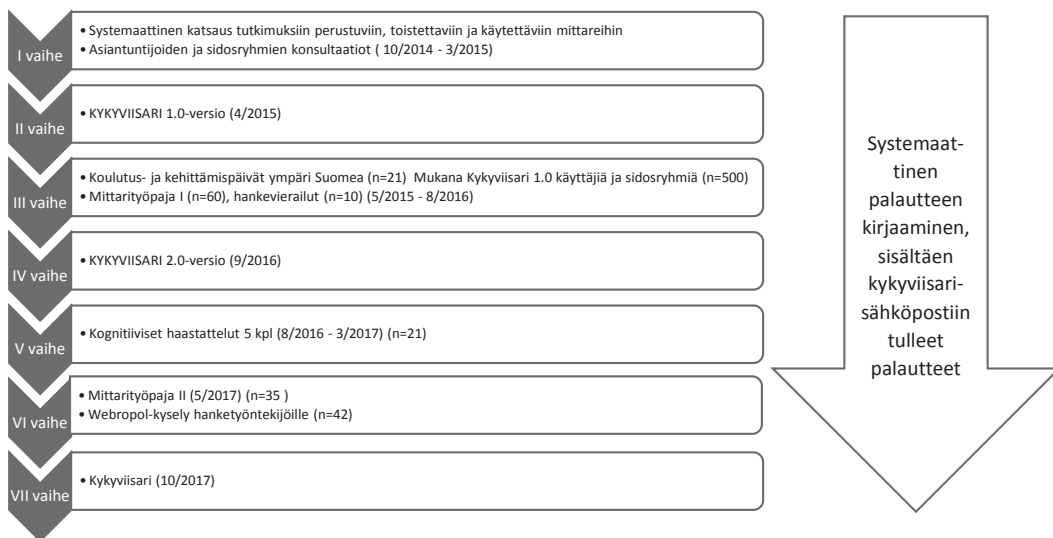 I vaihe
• Systemaattinen katsaus tutkimuksiin perustuviin, toistettaviin ja käytettäviin mittareihin
• Asiantuntijoiden ja sidosryhmien konsultaatiot ( 10/2014 - 3/2015)
II vaihe
• KYKYVIISARI 1.0-versio (4/2015)
III vaihe
• Koulutus- ja kehittämispäivät ympäri Suomea (n=21) Mukana Kykyviisari 1.0 käyttäjiä ja sidosryhmiä (n=500)
• Mittarityöpaja I (n=60), hankevierailut (n=10) (5/2015 - 8/2016)
IV vaihe
• KYKYVIISARI 2.0-versio (9/2016)
V vaihe
• Kognitiiviset haastattelut 5 kpl (8/2016 - 3/2017) (n=21)
VI vaihe
• Mittarityöpaja II (5/2017) (n=35 )
• Webropol-kysely hanketyöntekijöille (n=42)
VII vaihe
• Kykyviisari (10/2017)
Systemaat-
tinen
palautteen
kirjaaminen,
sisältäen
kykyviisari-
sähköpostiin
tulleet
palautteet